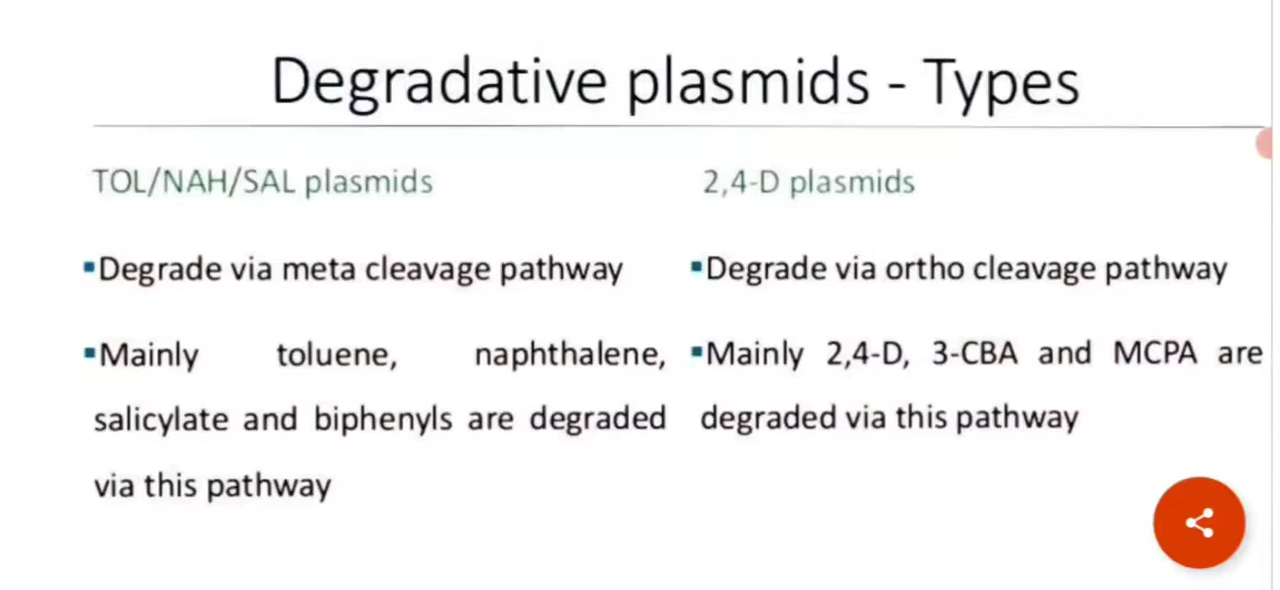 Degradative plasmids - Types
TOL/NAH/SAL plasmids
▪Degrade via meta cleavage pathway
▪Mainly toluene, naphthalene,
salicylate and biphenyls are degraded
via this pathway
2,4-D plasmids
▪Degrade via ortho cleavage pathway
▪Mainly 2,4-D, 3-CBA and MCPA are
degraded via this pathway